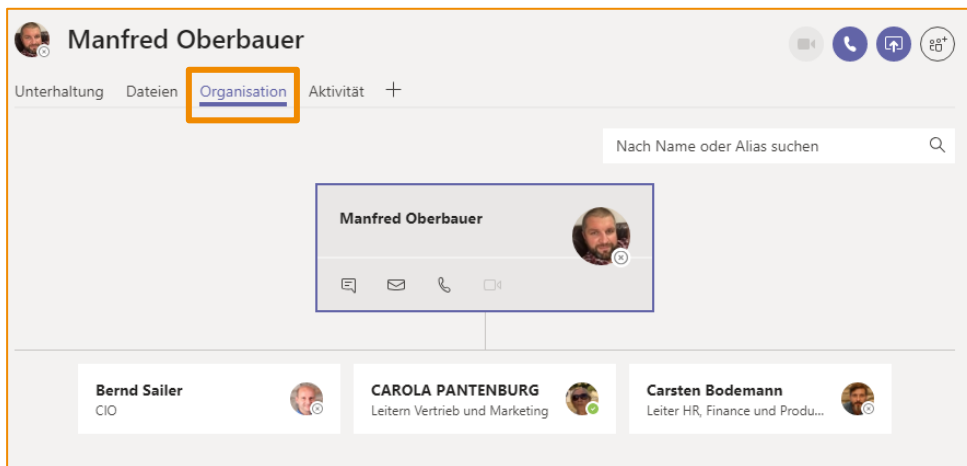 Manfred Oberbauer
Unterhaltung Dateien Organisation Aktivität
Nach Name oder Alias suchen
Manfred Oberbauer
Bernd Sailer
CIO
CAROLA PANTENBURG
Leitern Vertrieb und Marketing
Carsten Bodemann
Leiter HR, Finance und Produ...